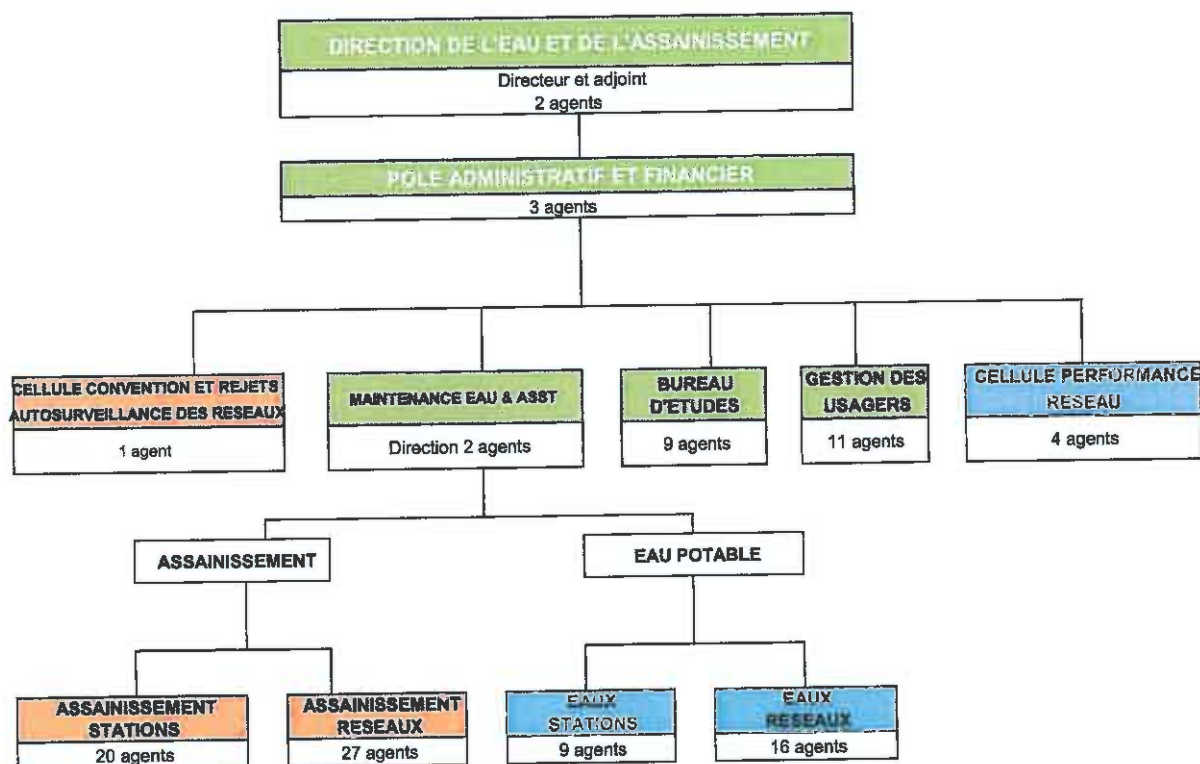 DIRECTION DE L'EAU ET DE L'ASSAINISSEMENT
Directeur et adjoint
2 agents
POLE ADMINISTRATIF ET FINANCIER
3 agents
CELLULE CONVENTION ET REJETS
AUTOSURVEILLANCE DES RESEAUX
1 agent
MAINTENANCE EAU & ASST
Direction 2 agents
BUREAU
D'ETUDES
9 agents
GESTION DES
USAGERS
11 agents
CELLULE PERFORMANCE
RESEAU
4 agents
ASSAINISSEMENT
EAU POTABLE
ASSAINISSEMENT
STATIONS
20 agents
ASSAINISSEMENT
RESEAUX
27 agents
EAUX
STATIONS
9 agents
EAUX
RESEAUX
16 agents